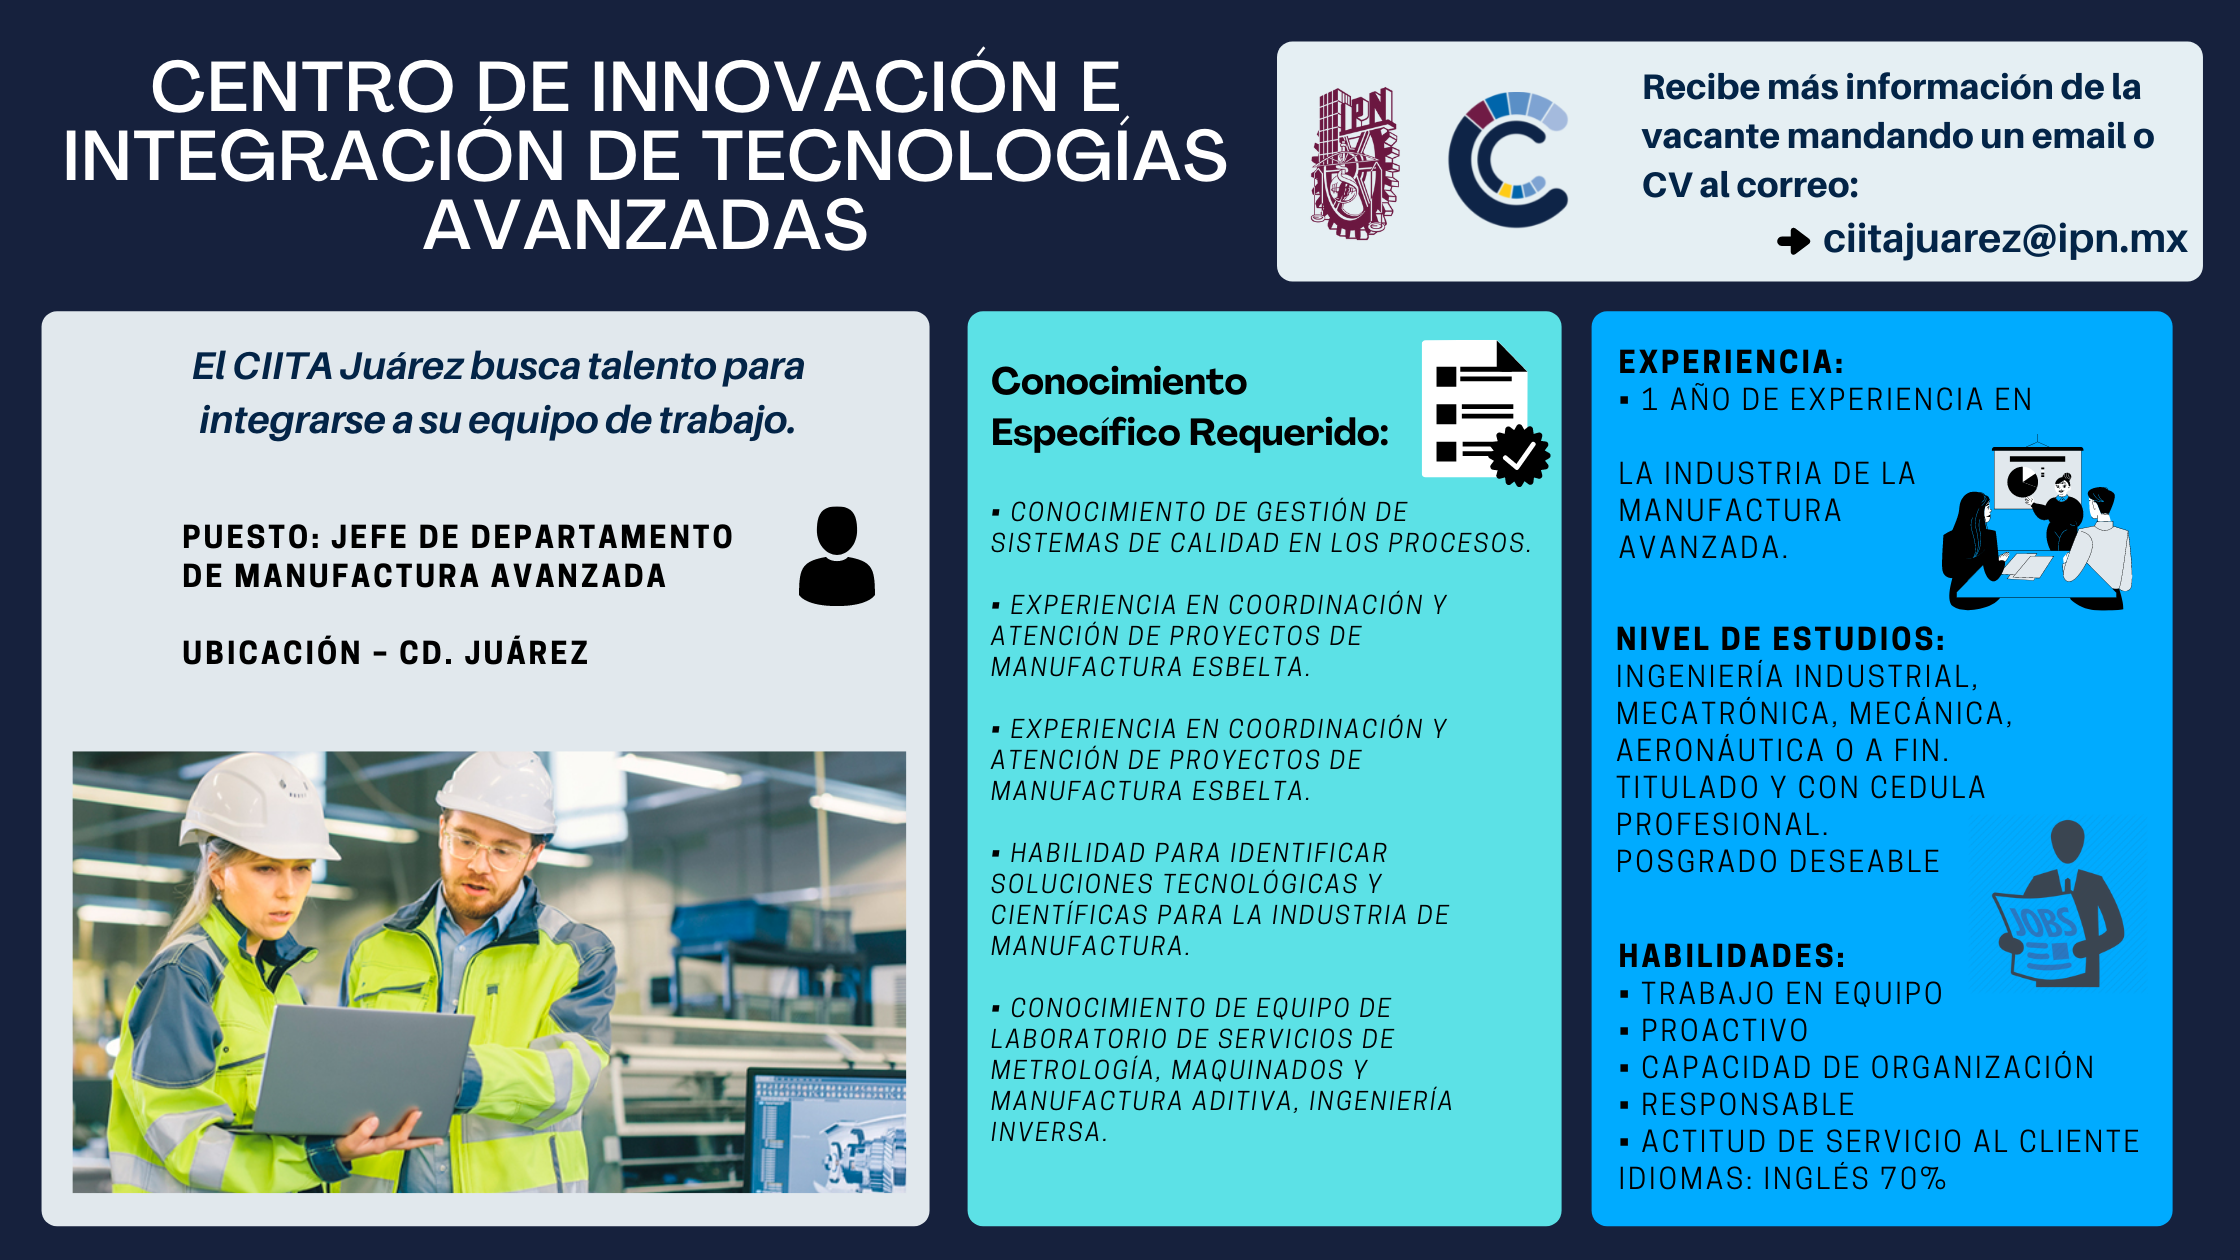 CENTRO DE INNOVACIÓN E
INTEGRACIÓN DE TECNOLOGÍAS
AVANZADAS
IPN
Recibe más información de la
vacante mandando un email o
CV al correo:
ciitajuarez@ipn.mx
El CIITA Juárez busca talento para
integrarse a su equipo de trabajo.
PUESTO: JEFE DE DEPARTAMENTO
DE MANUFACTURA AVANZADA
UBICACIÓN – CD. JUÁREZ
Conocimiento
Específico Requerido:
▪ CONOCIMIENTO DE GESTIÓN DE
SISTEMAS DE CALIDAD EN LOS PROCESOS.
▪ EXPERIENCIA EN COORDINACIÓN Y
ATENCIÓN DE PROYECTOS DE
MANUFACTURA ESBELTA.
▪ EXPERIENCIA EN COORDINACIÓN Y
ATENCIÓN DE PROYECTOS DE
MANUFACTURA ESBELTA.
▪ HABILIDAD PARA IDENTIFICAR
SOLUCIONES TECNOLÓGICAS Y
CIENTÍFICAS PARA LA INDUSTRIA DE
MANUFACTURA.
▪ CONOCIMIENTO DE EQUIPO DE
LABORATORIO DE SERVICIOS DE
METROLOGÍA, MAQUINADOS Y
MANUFACTURA ADITIVA, INGENIERÍA
INVERSA.
EXPERIENCIA:
▪ 1 AÑO DE EXPERIENCIA EN
LA INDUSTRIA DE LA
MANUFACTURA
AVANZADA.
NIVEL DE ESTUDIOS:
INGENIERÍA INDUSTRIAL,
MECATRÓNICA, MECÁNICA,
AERONÁUTICA O A FIN.
TITULADO Y CON CEDULA
PROFESIONAL.
POSGRADO DESEABLE
JOBS
HABILIDADES:
▪ TRABAJO EN EQUIPO
▪ PROACTIVO
▪ CAPACIDAD DE ORGANIZACIÓN
▪ RESPONSABLE
▪ ACTITUD DE SERVICIO AL CLIENTE
IDIOMAS: INGLÉS 70%